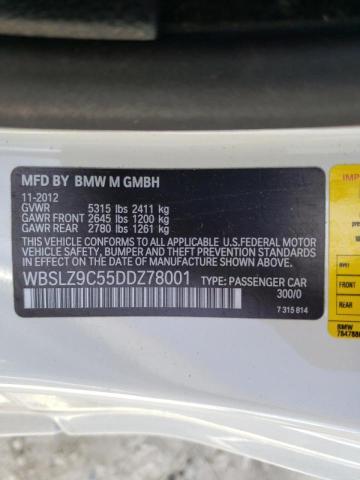 MFD BY BMW M GMBH
11-2012
GVWR 5315 lbs 2411 kg
GAWR FRONT 2645 lbs 1200 kg
GAWR REAR 2780 lbs 1261 kg
THIS VEHICLE CONFORMS TO ALL APPLICABLE
U.S. FEDERAL MOTOR VEHICLE SAFETY,
BUMPER AND THEFT PREVENTION STANDARDS
IN EFFECT ON THE DATE OF
MANUFACTURE SHOWN ABOVE.
WBSLZ9C55DDZ78001 TYPE: PASSENGER CAR
300/0
7 315 814
IMP
Aver
FRONT
REAR
BMW